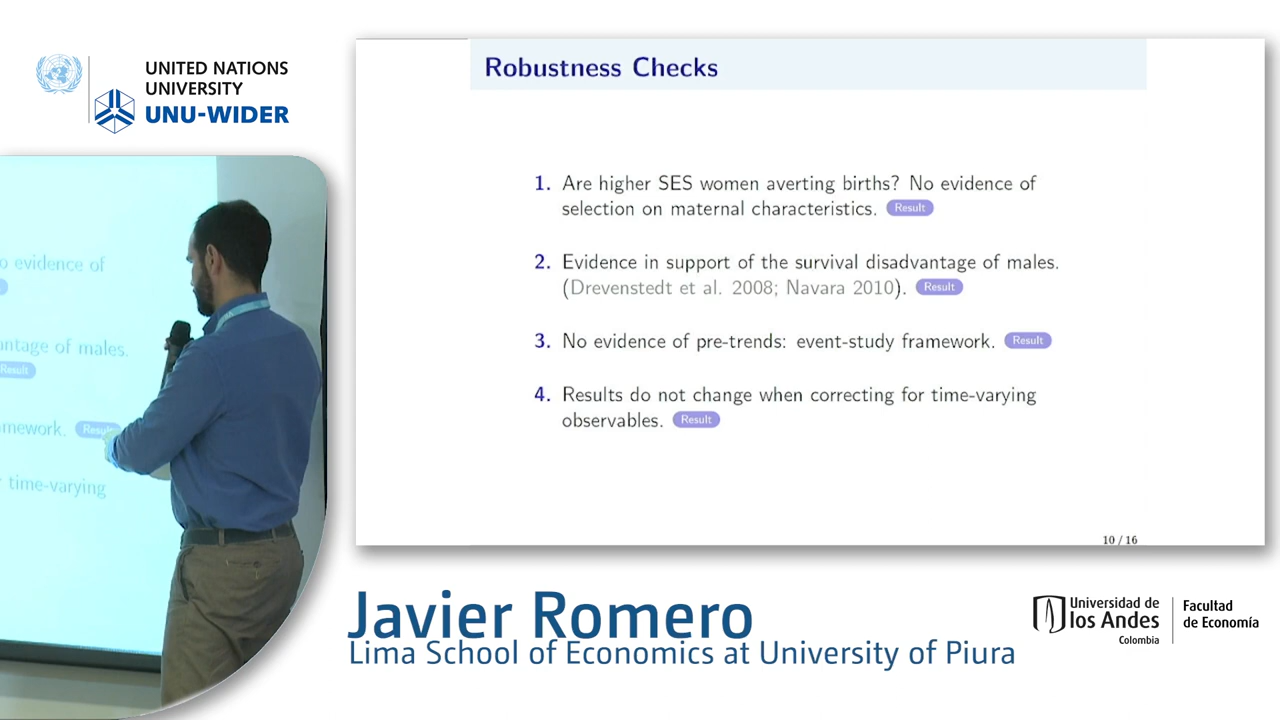 UNITED NATIONS
UNIVERSITY
UNU-WIDER
Robustness Checks
1. Are higher SES women averting births? No evidence of
selection on maternal characteristics. Result
2. Evidence in support of the survival disadvantage of males.
(Drevenstedt et al. 2008; Navara 2010). Result
3. No evidence of pre-trends: event-study framework. Result
4. Results do not change when correcting for time-varying
observables. Result
10 / 16
o evidence of
antage of males.
Result
mework. Result
time-varying
Javier Romero
Lima School of Economics at University of Piura
Universidad de
los Andes
Colombia
Facultad
de Economía